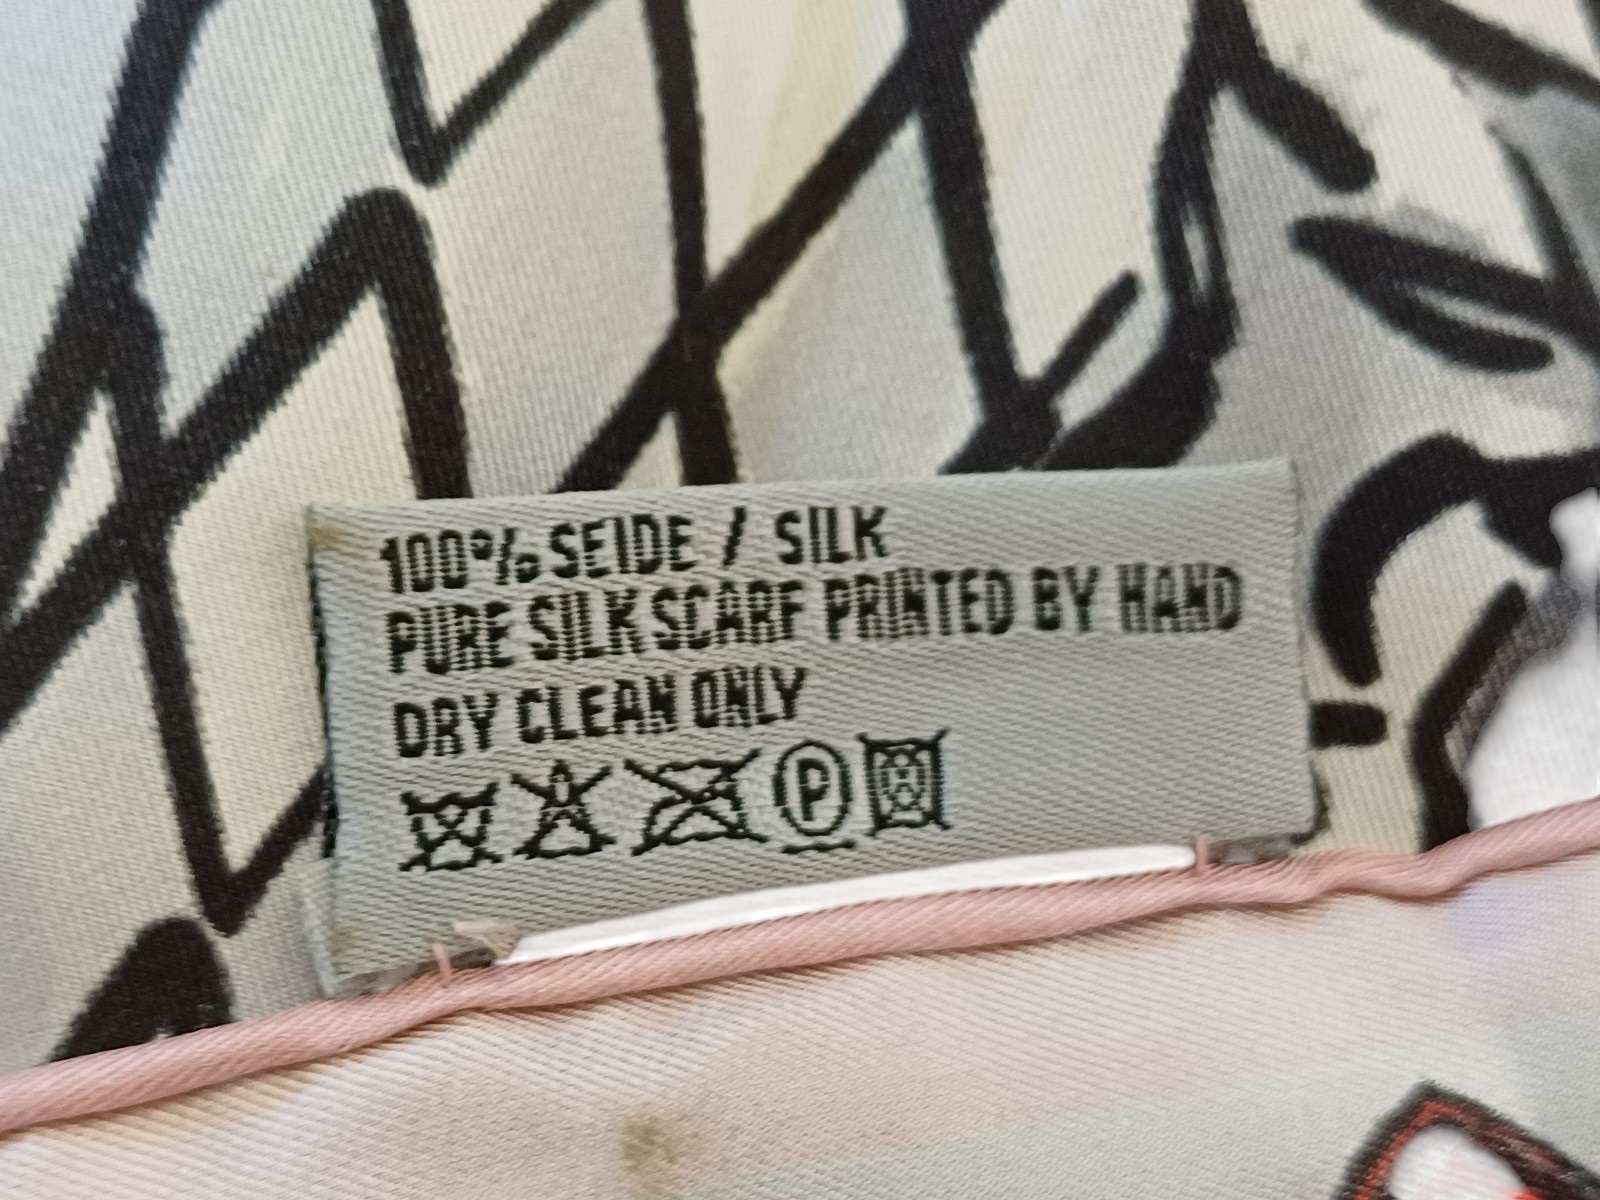 100% SEIDE / SILK
PURE SILK SCARF PRINTED BY HAND
DRY CLEAN ONLY
P